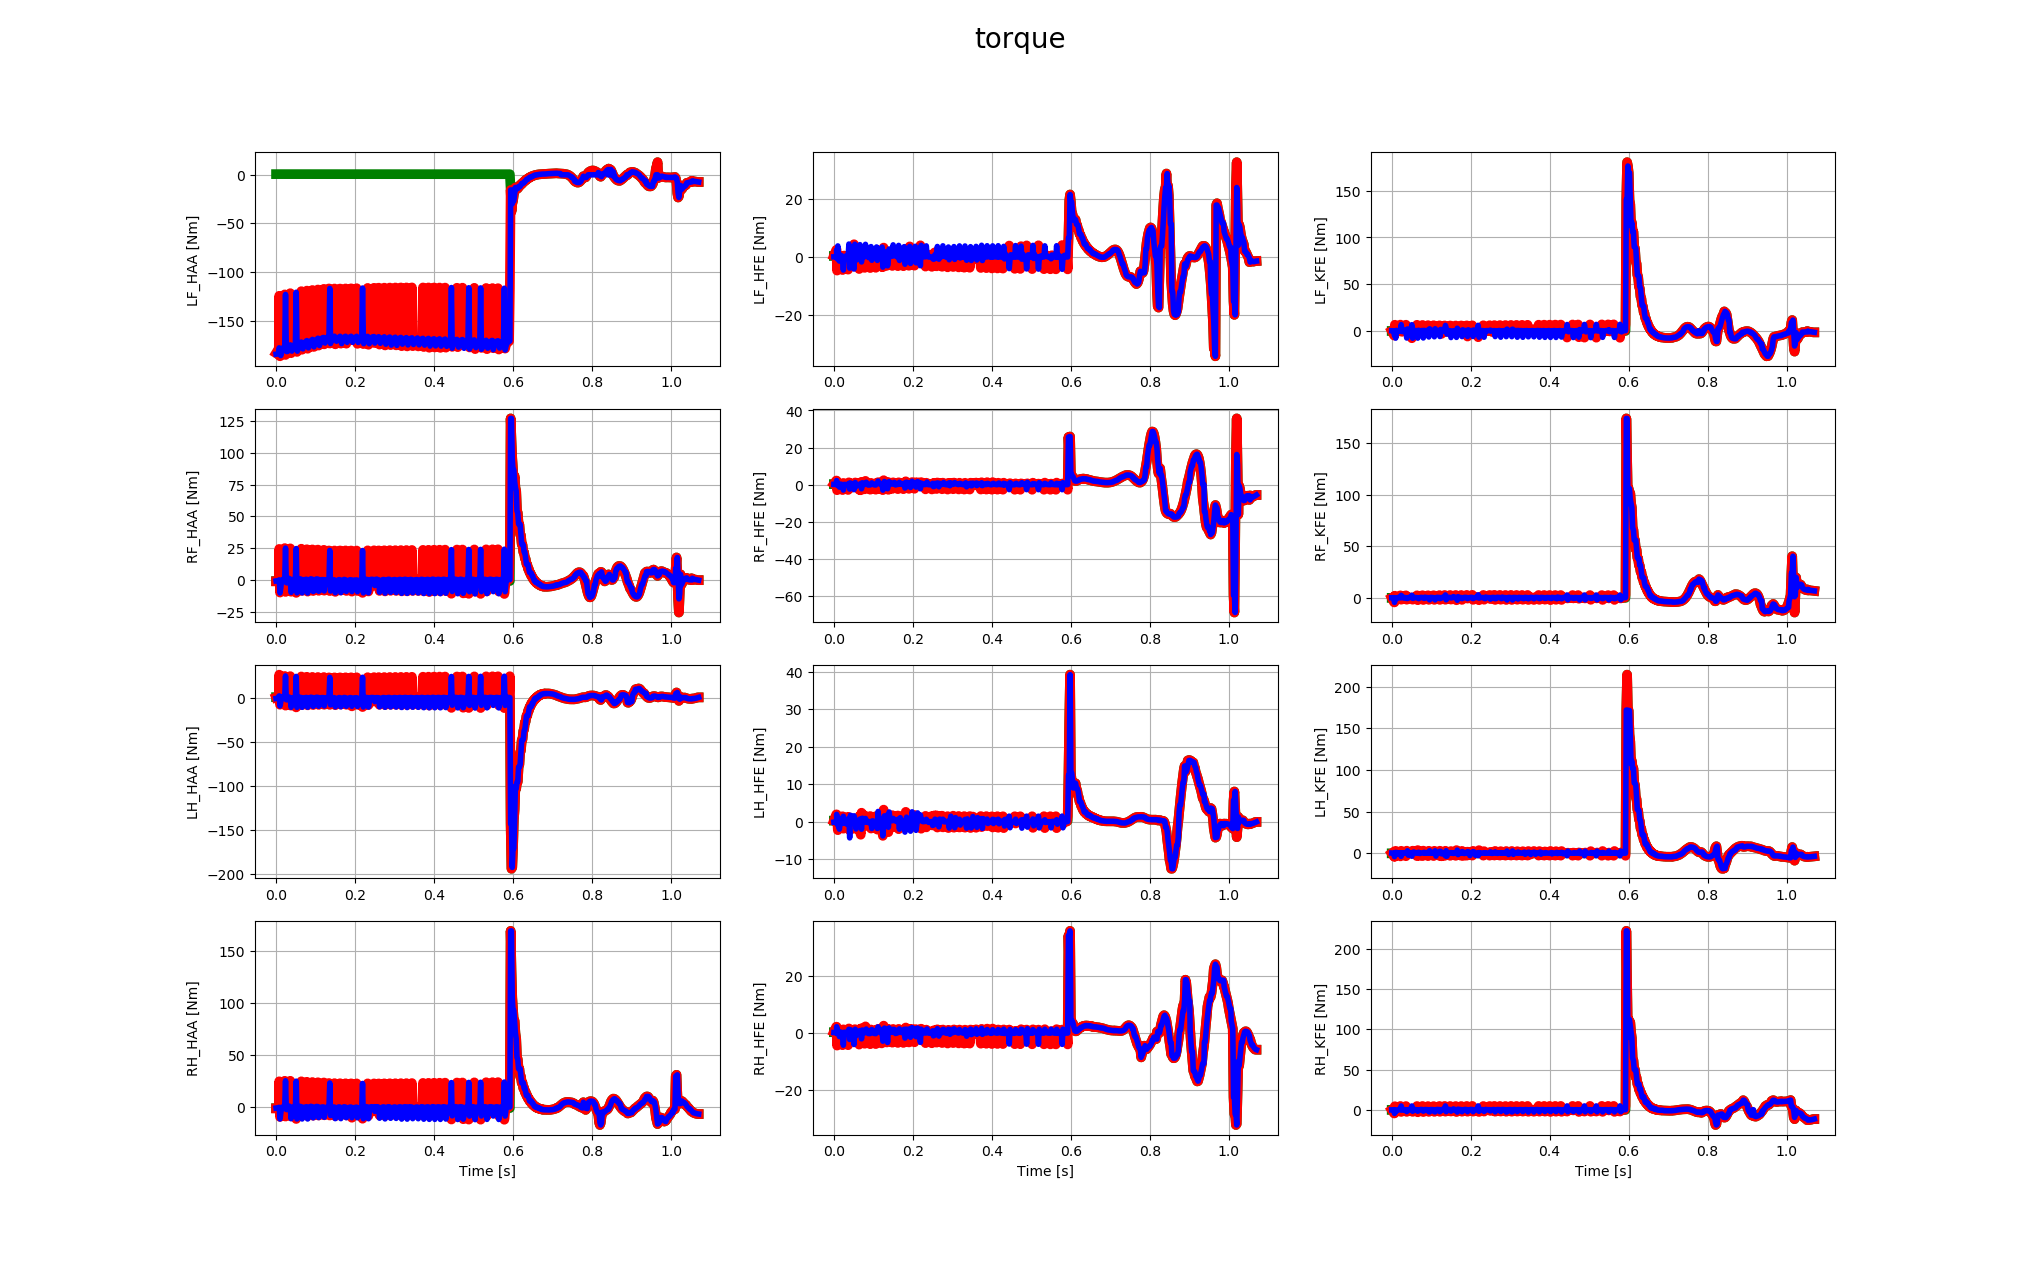 torque
LF_HAA [Nm]
0
−50
−100
−150
0.0 0.2 0.4 0.6 0.8 1.0
LF_HFE [Nm]
20
0
−20
0.0 0.2 0.4 0.6 0.8 1.0
LF_KFE [Nm]
150
100
50
0
0.0 0.2 0.4 0.6 0.8 1.0
RF_HAA [Nm]
125
100
75
50
25
0
−25
0.0 0.2 0.4 0.6 0.8 1.0
RF_HFE [Nm]
40
20
0
−20
−40
−60
0.0 0.2 0.4 0.6 0.8 1.0
RF_KFE [Nm]
150
100
50
0
0.0 0.2 0.4 0.6 0.8 1.0
LH_HAA [Nm]
0
−50
−100
−150
−200
0.0 0.2 0.4 0.6 0.8 1.0
LH_HFE [Nm]
40
30
20
10
0
−10
0.0 0.2 0.4 0.6 0.8 1.0
LH_KFE [Nm]
200
150
100
50
0
0.0 0.2 0.4 0.6 0.8 1.0
RH_HAA [Nm]
150
100
50
0
0.0 0.2 0.4 0.6 0.8 1.0
Time [s]
RH_HFE [Nm]
20
0
−20
0.0 0.2 0.4 0.6 0.8 1.0
Time [s]
RH_KFE [Nm]
200
150
100
50
0
0.0 0.2 0.4 0.6 0.8 1.0
Time [s]